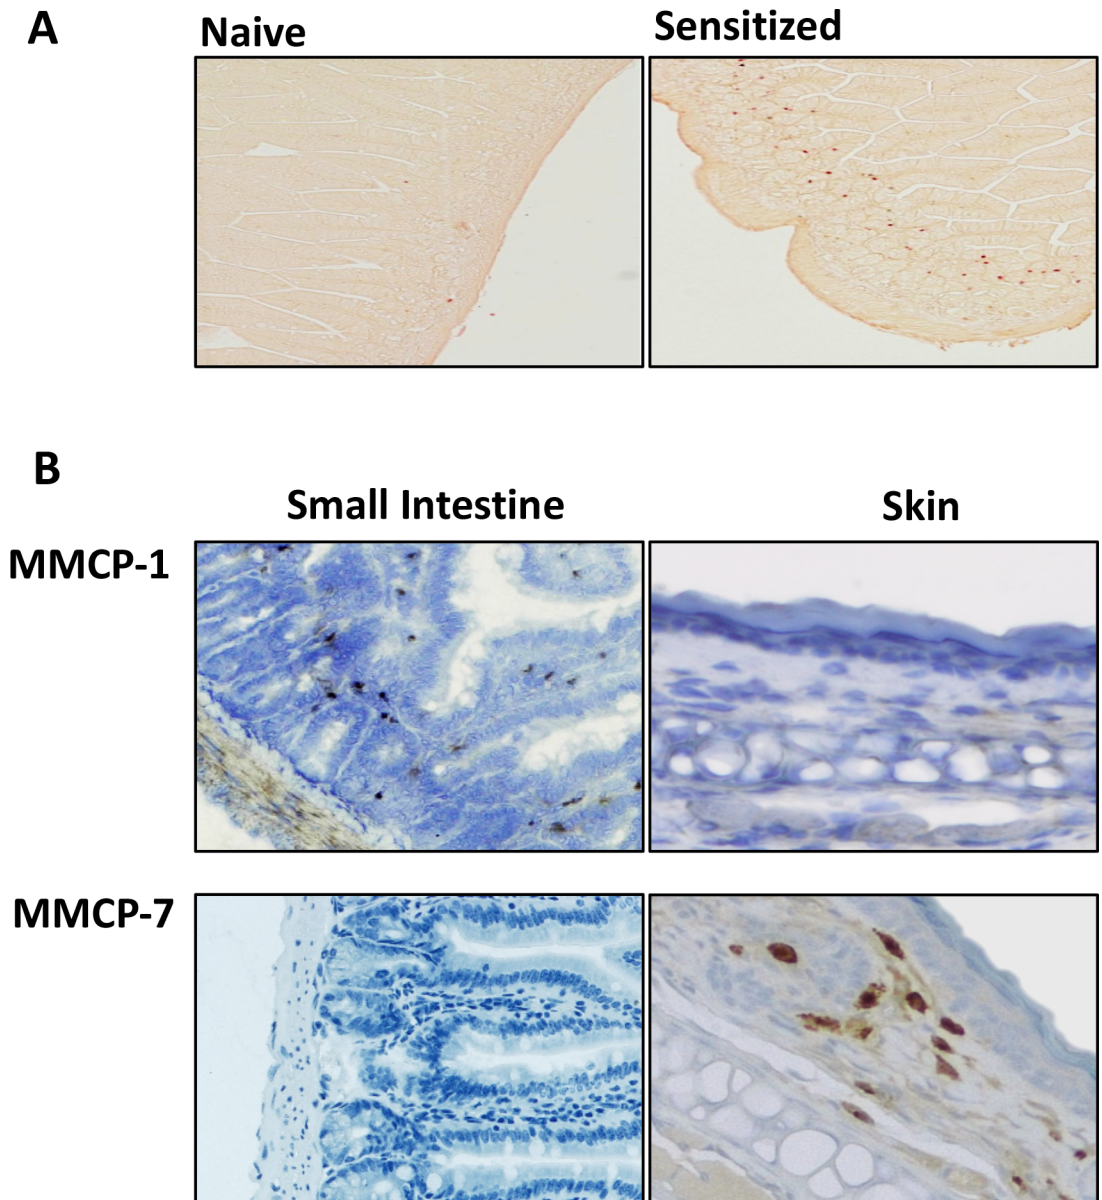 A
Naive
Sensitized
B
Small Intestine
Skin
MMCP-1
MMCP-7